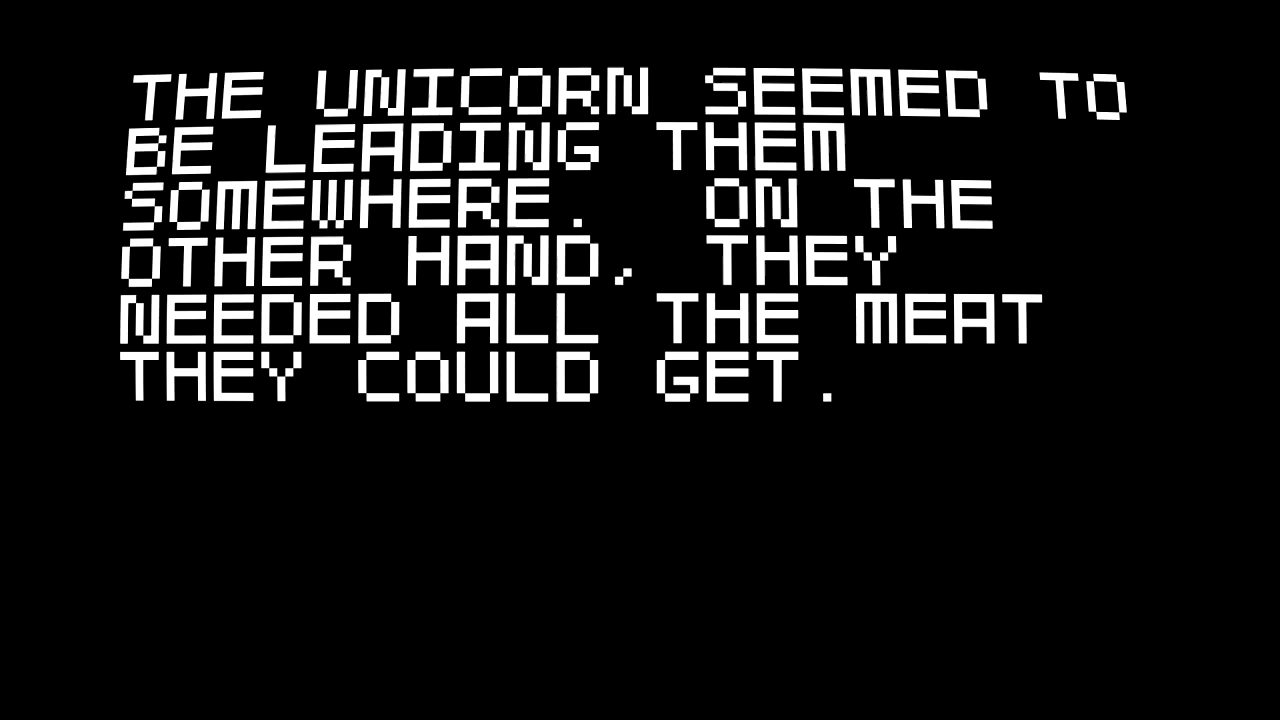 THE UNICORN SEEMED TO
BE LEADING THEM
SOMEWHERE.  ON THE
OTHER HAND, THEY
NEEDED ALL THE MEAT
THEY COULD GET.